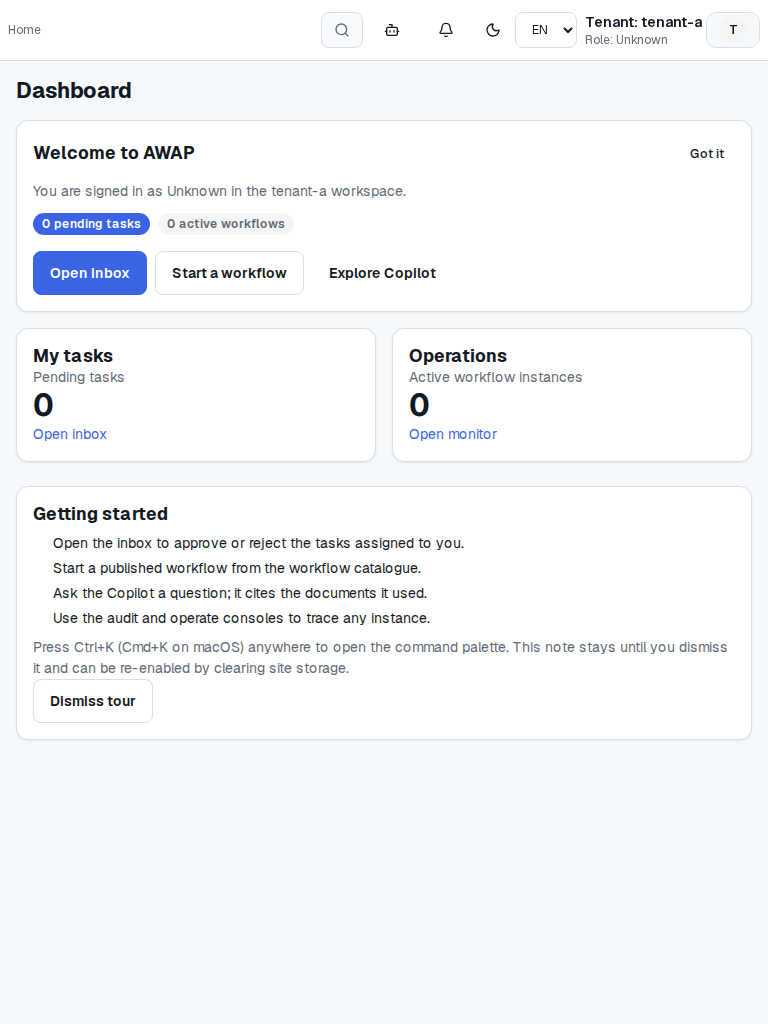 Home
EN
Tenant: tenant-a
Role: Unknown
T
Dashboard
Welcome to AWAP
Got it
You are signed in as Unknown in the tenant-a workspace.
0 pending tasks
0 active workflows
Open inbox
Start a workflow
Explore Copilot
My tasks
Pending tasks
0
Open inbox
Operations
Active workflow instances
0
Open monitor
Getting started
Open the inbox to approve or reject the tasks assigned to you.
Start a published workflow from the workflow catalogue.
Ask the Copilot a question; it cites the documents it used.
Use the audit and operate consoles to trace any instance.
Press Ctrl+K (Cmd+K on macOS) anywhere to open the command palette. This note stays until you dismiss
it and can be re-enabled by clearing site storage.
Dismiss tour